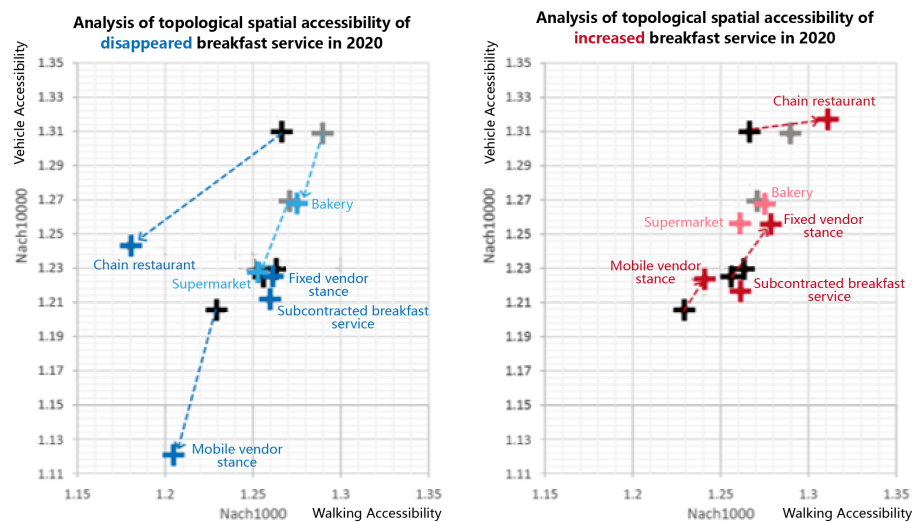 Analysis of topological spatial accessibility of
disappeared breakfast service in 2020
Vehicle Accessibility
Nach10000
1.35
1.33
1.31
1.29
1.27
1.25
1.23
1.21
1.19
1.17
1.15
1.13
1.11
Bakery
Chain restaurant
Supermarket
Fixed vendor
stance
Subcontracted breakfast
service
Mobile vendor
stance
1.15
1.2
1.25
1.3
1.35
Nach1000
Walking Accessibility
Analysis of topological spatial accessibility of
increased breakfast service in 2020
Vehicle Accessibility
Nach10000
1.35
1.33
1.31
1.29
1.27
1.25
1.23
1.21
1.19
1.17
1.15
1.13
1.11
Chain restaurant
Bakery
Supermarket
Fixed vendor
stance
Mobile vendor
stance
Subcontracted breakfast
service
1.15
1.2
1.25
1.3
1.35
Nach1000
Walking Accessibility